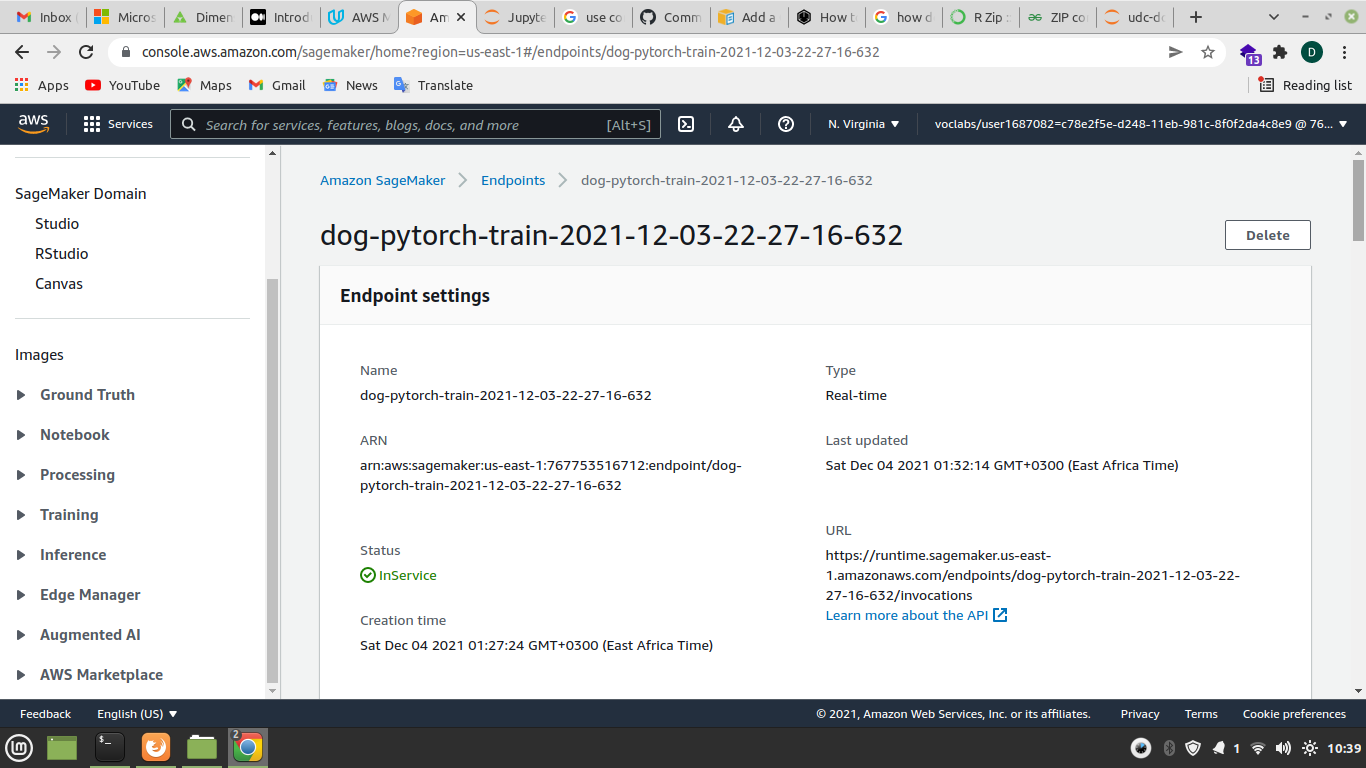 Inbox (
Micros
Dimen
Introd
AWS M
Am
Jupyte
use co
Comm
Add a
How t
how d
R Zip :
ZIP co
udc-do
console.aws.amazon.com/sagemaker/home?region=us-east-1#/endpoints/dog-pytorch-train-2021-12-03-22-27-16-632
13
D
Apps
YouTube
Maps
Gmail
News
Translate
Reading list
aws
Services
Search for services, features, blogs, docs, and more
[Alt+S]
N. Virginia
voclabs/user1687082=c78e2f5e-d248-11eb-981c-8f0f2da4c8e9 @ 76...
SageMaker Domain
Studio
RStudio
Canvas
Images
Ground Truth
Notebook
Processing
Training
Inference
Edge Manager
Augmented AI
AWS Marketplace
Amazon SageMaker
Endpoints
dog-pytorch-train-2021-12-03-22-27-16-632
dog-pytorch-train-2021-12-03-22-27-16-632
Delete
Endpoint settings
Name
dog-pytorch-train-2021-12-03-22-27-16-632
Type
Real-time
ARN
arn:aws:sagemaker:us-east-1:767753516712:endpoint/dog-
pytorch-train-2021-12-03-22-27-16-632
Last updated
Sat Dec 04 2021 01:32:14 GMT+0300 (East Africa Time)
Status
InService
URL
https://runtime.sagemaker.us-east-
1.amazonaws.com/endpoints/dog-pytorch-train-2021-12-03-22-
27-16-632/invocations
Learn more about the API
Creation time
Sat Dec 04 2021 01:27:24 GMT+0300 (East Africa Time)
Feedback
English (US)
© 2021, Amazon Web Services, Inc. or its affiliates.
Privacy
Terms
Cookie preferences
2
1
10:39